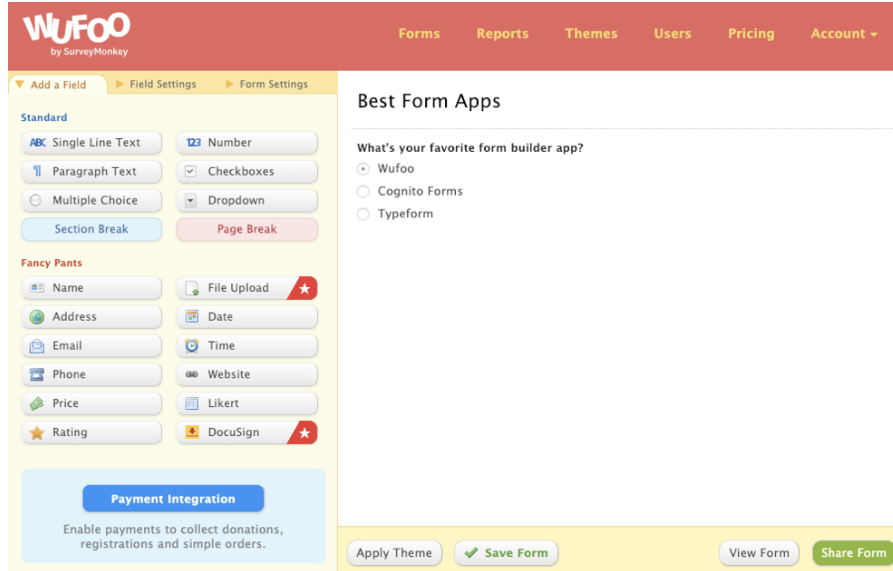 WUFOO
by SurveyMonkey
Forms
Reports
Themes
Users
Pricing
Account
Add a Field
Field Settings
Form Settings
Standard
ABC Single Line Text
123 Number
Paragraph Text
Checkboxes
Multiple Choice
Dropdown
Section Break
Page Break
Fancy Pants
Name
File Upload
Address
Date
Email
Time
Phone
Website
Price
Likert
Rating
DocuSign
Payment Integration
Enable payments to collect donations,
registrations and simple orders.
Best Form Apps
What's your favorite form builder app?
Wufoo
Cognito Forms
Typeform
Apply Theme
Save Form
View Form
Share Form